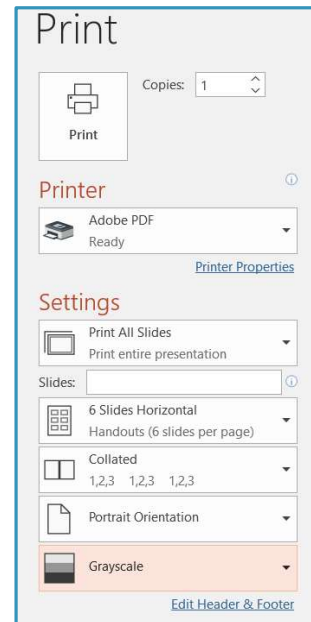 Print
Copies: 1
Print
Printer
Adobe PDF
Ready
Printer Properties
Settings
Print All Slides
Print entire presentation
Slides:
6 Slides Horizontal
Handouts (6 slides per page)
Collated
1,2,3 1,2,3 1,2,3
Portrait Orientation
Grayscale
Edit Header & Footer